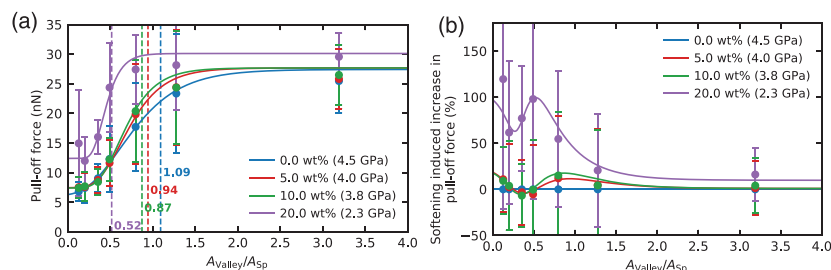 (a)
Pull-off force (nN)
35
30
25
20
15
10
5
0
0.0 0.5 1.0 1.5 2.0 2.5 3.0 3.5 4.0
A_Valley/A_Sp
1.09
0.94
0.87
0.52
0.0 wt% (4.5 GPa)
5.0 wt% (4.0 GPa)
10.0 wt% (3.8 GPa)
20.0 wt% (2.3 GPa)
(b)
Softening induced increase in
pull-off force (%)
150
100
50
0
−50
0.0 0.5 1.0 1.5 2.0 2.5 3.0 3.5 4.0
A_Valley/A_Sp
0.0 wt% (4.5 GPa)
5.0 wt% (4.0 GPa)
10.0 wt% (3.8 GPa)
20.0 wt% (2.3 GPa)